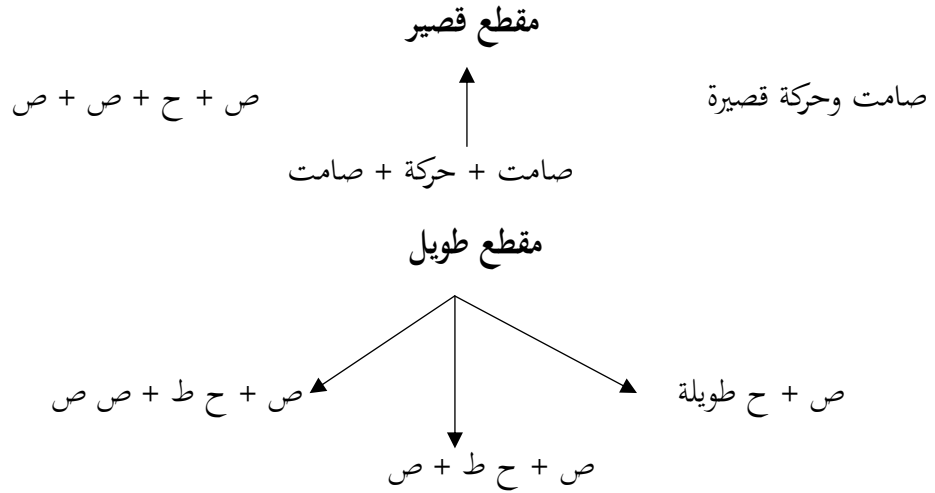 مقطع قصير
صامت وحركة قصيرة
ص + ح + ص + ص
صامت + حركة + صامت
مقطع طويل
ص + ح طويلة
ص + ح ط + ص ص
ص + ح ط + ص